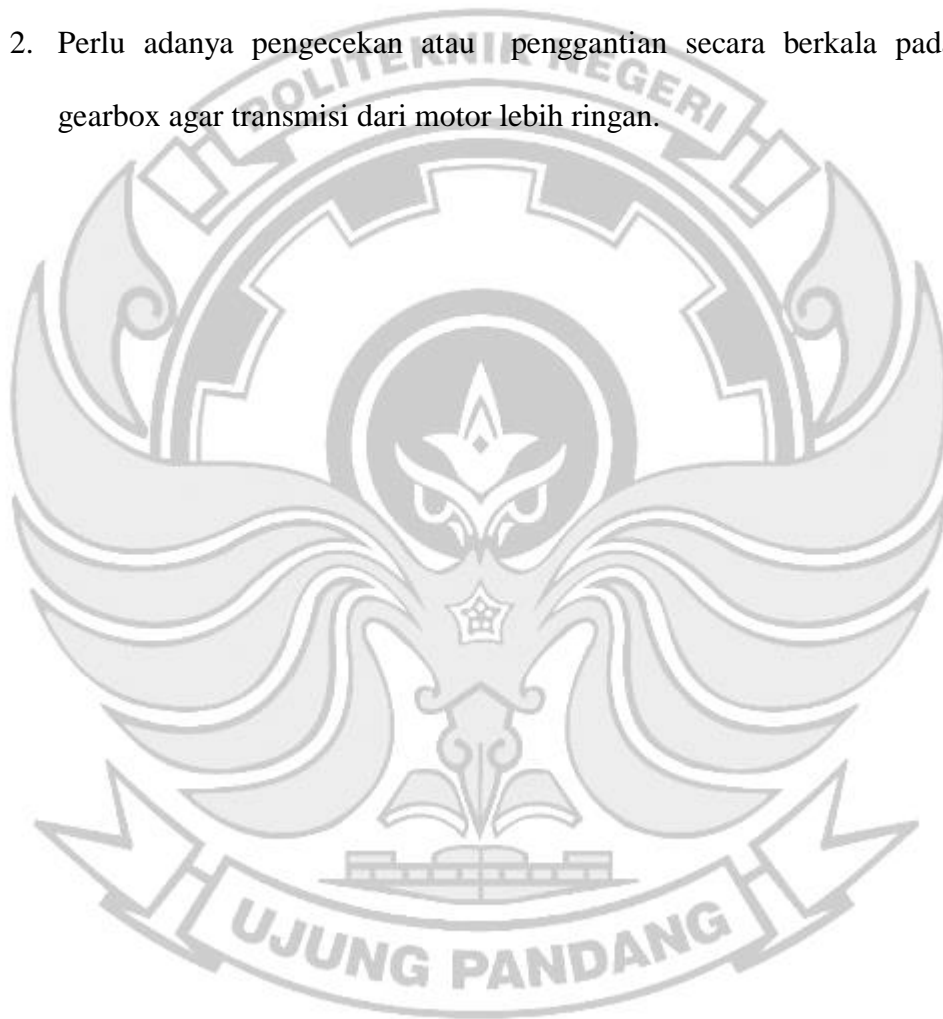 2. Perlu adanya pengecekan atau penggantian secara berkala pad
gearbox agar transmisi dari motor lebih ringan.
POLITEKNIK NEGERI
UJUNG PANDANG